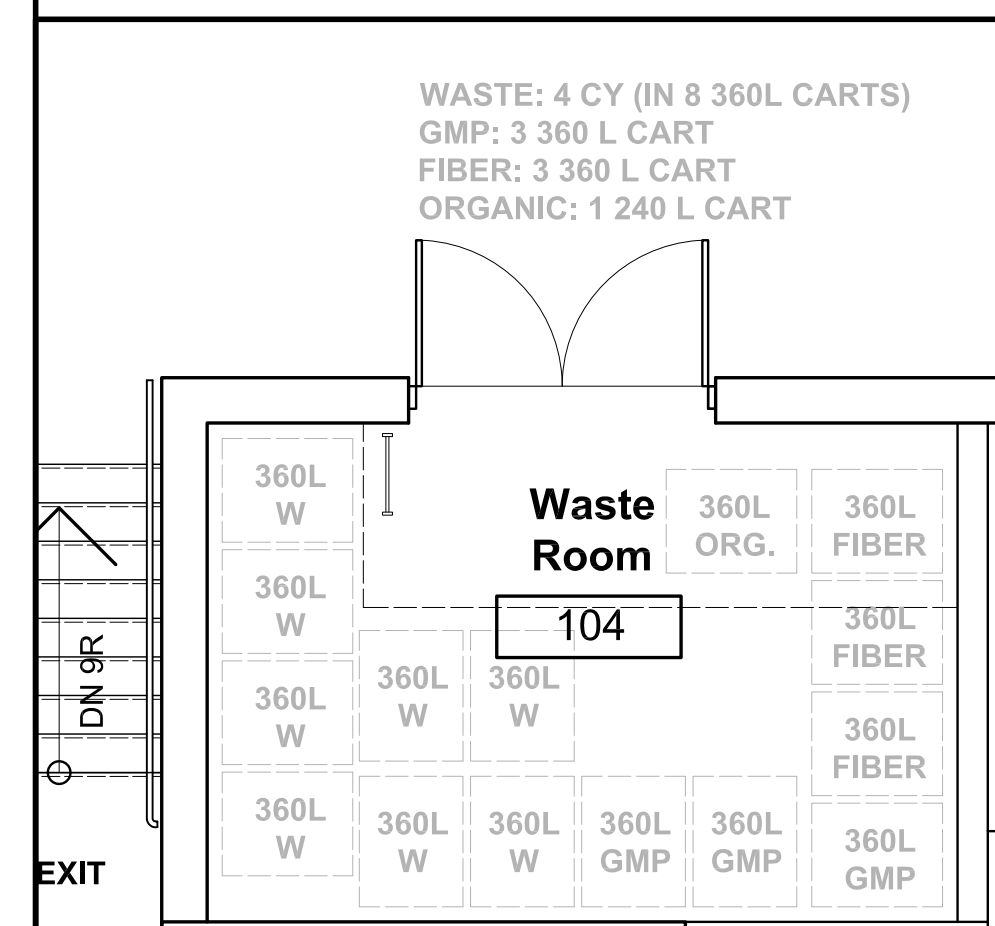 WASTE: 4 CY (IN 8 360L CARTS)
GMP: 3 360 L CART
FIBER: 3 360 L CART
ORGANIC: 1 240 L CART
360L
W
Waste
Room
104
360L
ORG.
360L
FIBER
360L
W
360L
FIBER
360L
W
360L
W
360L
W
360L
FIBER
360L
W
360L
W
360L
W
360L
GMP
360L
GMP
360L
GMP
DN 9R
EXIT